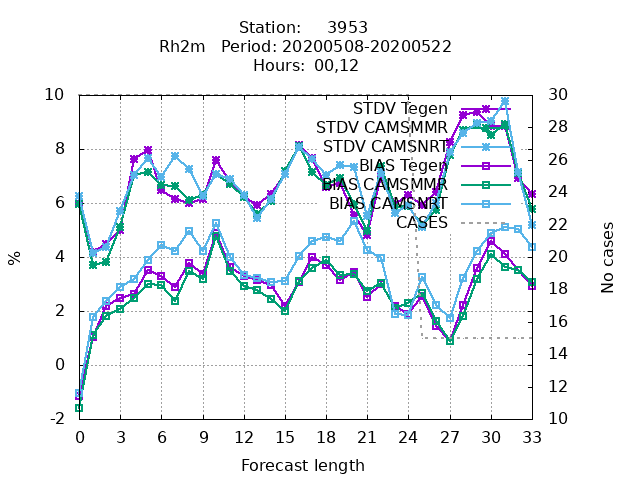 Station: 3953
Rh2m Period: 20200508-20200522
Hours: 00,12
STDV Tegen
STDV CAMSMMR
STDV CAMSNRT
BIAS Tegen
BIAS CAMSMMR
BIAS CAMSNRT
CASES
10
8
6
4
2
0
-2
%
30
28
26
24
22
20
18
16
14
12
10
No cases
0 3 6 9 12 15 18 21 24 27 30 33
Forecast length